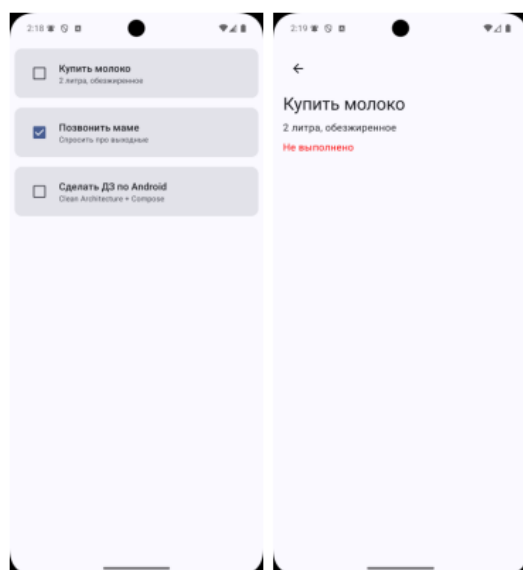 2:18
Купить молоко
2 литра, обезжиренное
Позвонить маме
Спросить про выходные
Сделать ДЗ по Android
Clean Architecture + Compose
2:19
Купить молоко
2 литра, обезжиренное
Не выполнено